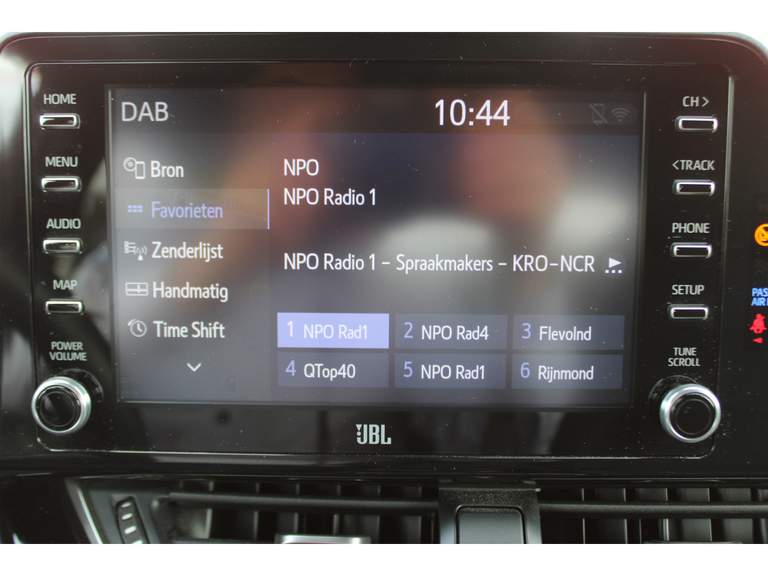 HOME
MENU
AUDIO
MAP
POWER
VOLUME
DAB
10:44
Bron
Favorieten
Zenderlijst
Handmatig
Time Shift
NPO
NPO Radio 1
NPO Radio 1 – Spraakmakers – KRO–NCR
1 NPO Rad1
2 NPO Rad4
3 Flevolnd
4 QTop40
5 NPO Rad1
6 Rijnmond
CH >
< TRACK
PHONE
SETUP
TUNE
SCROLL
JBL
PAS
AIR